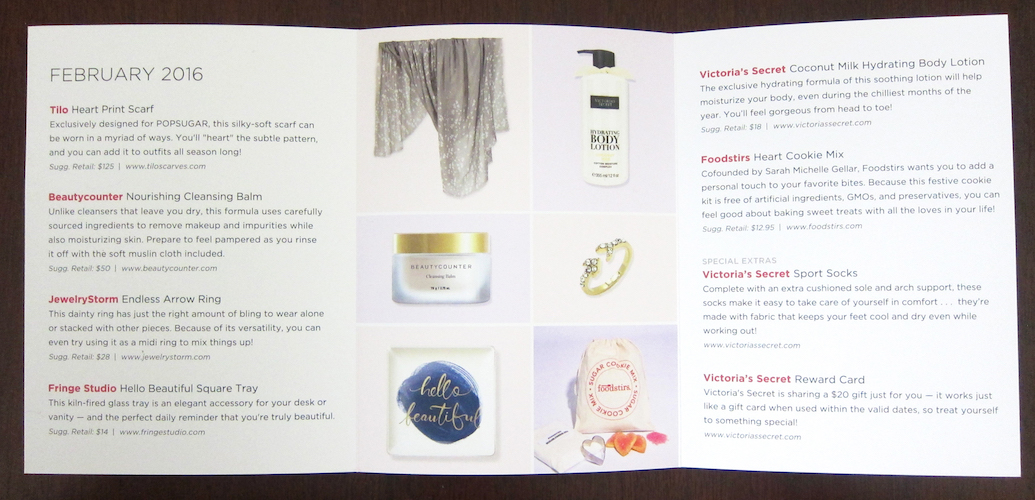 FEBRUARY 2016
Tilo Heart Print Scarf
Exclusively designed for POPSUGAR, this silky-soft scarf can
be worn in a myriad of ways. You'll "heart" the subtle pattern,
and you can add it to outfits all season long!
Sugg. Retail: $125 | www.tiloscarves.com
Beautycounter Nourishing Cleansing Balm
Unlike cleansers that leave you dry, this formula uses carefully
sourced ingredients to remove makeup and impurities while
also moisturizing skin. Prepare to feel pampered as you rinse
it off with the soft muslin cloth included.
Sugg. Retail: $50 | www.beautycounter.com
JewelryStorm Endless Arrow Ring
This dainty ring has just the right amount of bling to wear alone
or stacked with other pieces. Because of its versatility, you can
even try using it as a midi ring to mix things up!
Sugg. Retail: $28 | www.jewelrystorm.com
Fringe Studio Hello Beautiful Square Tray
This kiln-fired glass tray is an elegant accessory for your desk or
vanity — and the perfect daily reminder that you're truly beautiful.
Sugg. Retail: $14 | www.fringestudio.com
VICTORIA'S
SECRET
HYDRATING
BODY
LOTION
BEAUTYCOUNTER
Cleansing Balm
hello
beautiful
SUGAR COOKIE MIX • SUGAR COOKIE MIX •
foodstirs
Victoria's Secret Coconut Milk Hydrating Body Lotion
The exclusive hydrating formula of this soothing lotion will help
moisturize your body, even during the chilliest months of the
year. You'll feel gorgeous from head to toe!
Sugg. Retail: $18 | www.victoriassecret.com
Foodstirs Heart Cookie Mix
Cofounded by Sarah Michelle Gellar, Foodstirs wants you to add a
personal touch to your favorite bites. Because this festive cookie
kit is free of artificial ingredients, GMOs, and preservatives, you can
feel good about baking sweet treats with all the loves in your life!
Sugg. Retail: $12.95 | www.foodstirs.com
SPECIAL EXTRAS
Victoria's Secret Sport Socks
Complete with an extra cushioned sole and arch support, these
socks make it easy to take care of yourself in comfort . . . they're
made with fabric that keeps your feet cool and dry even while
working out!
www.victoriassecret.com
Victoria's Secret Reward Card
Victoria's Secret is sharing a $20 gift just for you — it works just
like a gift card when used within the valid dates, so treat yourself
to something special!
www.victoriassecret.com